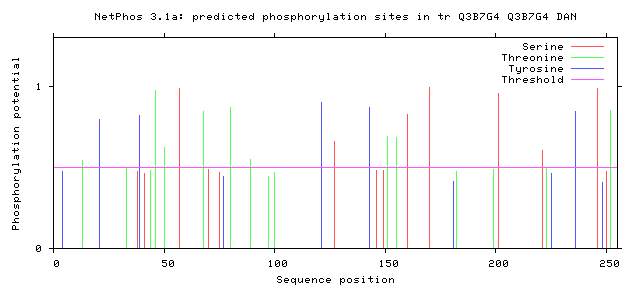 NetPhos 3.1a: predicted phosphorylation sites in tr Q3B7G4 Q3B7G4 DAN
Serine
Threonine
Tyrosine
Threshold
Phosphorylation potential
1
0
0 50 100 150 200 250
Sequence position